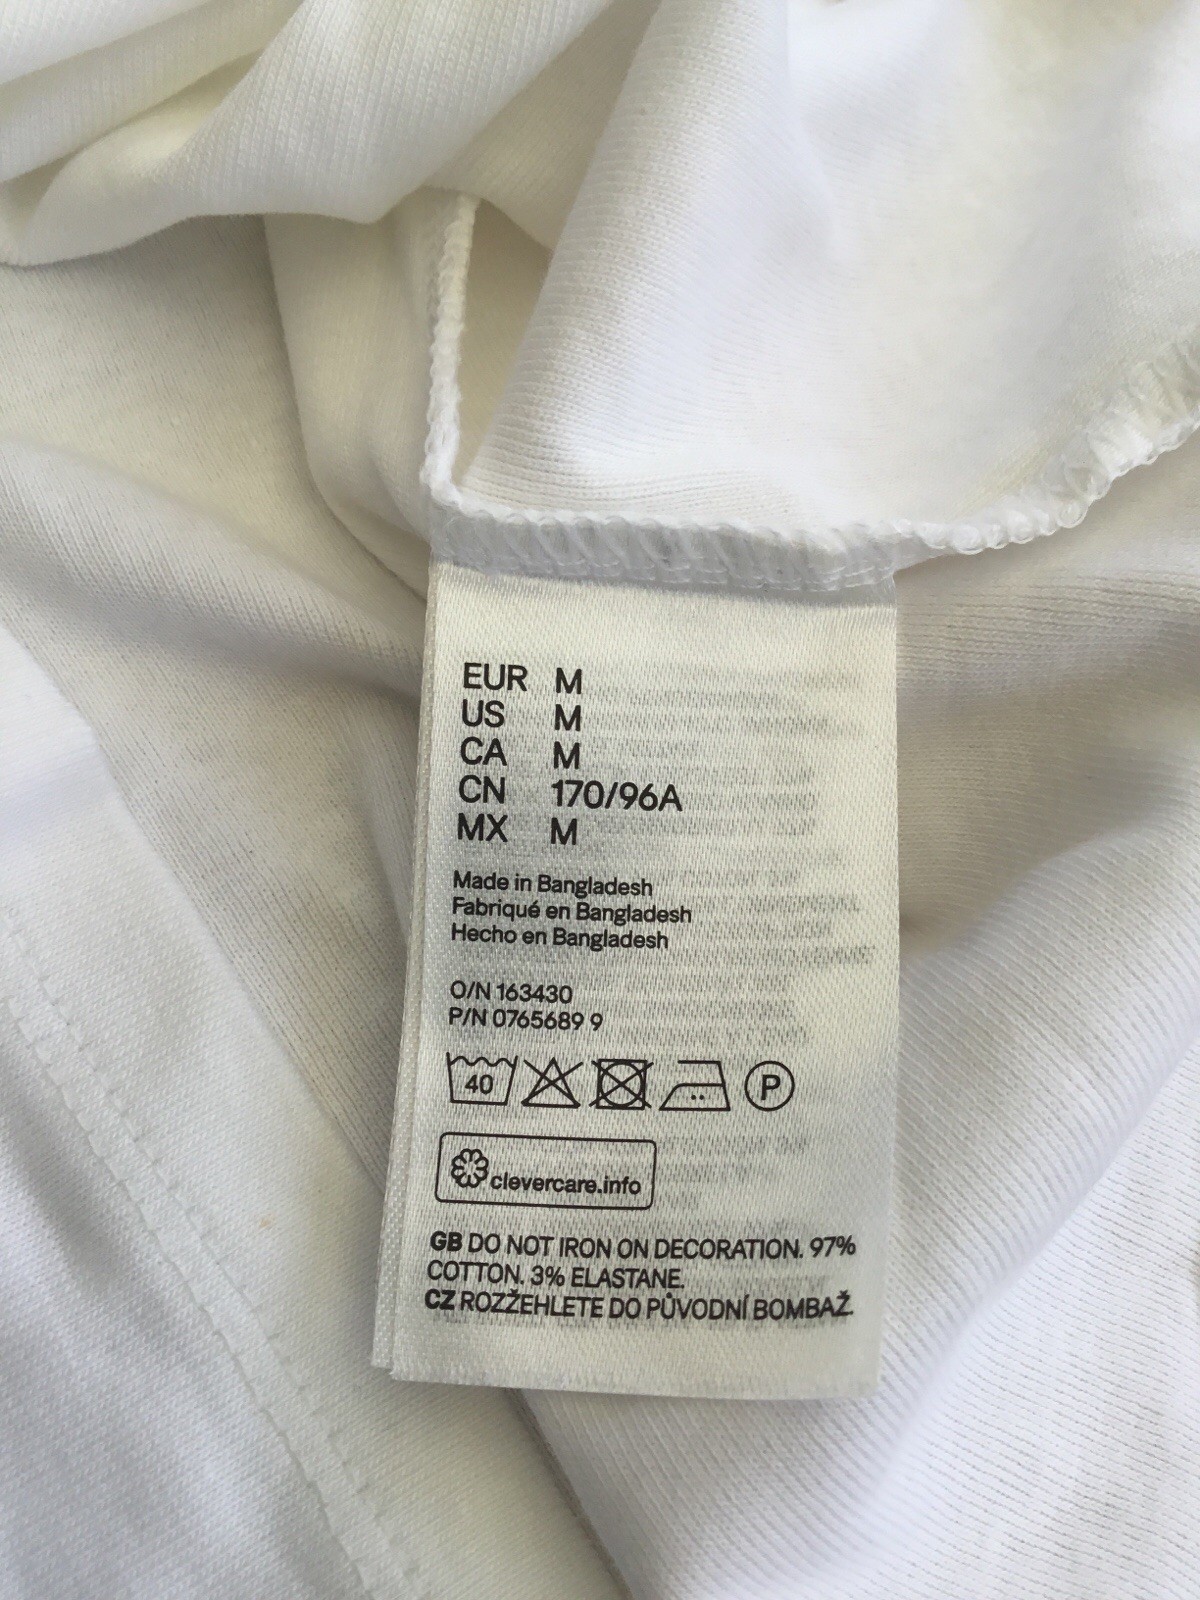 EUR M
US M
CA M
CN 170/96A
MX M
Made in Bangladesh
Fabriqué en Bangladesh
Hecho en Bangladesh
O/N 163430
P/N 0765689 9
40 P
clevercare.info
GB DO NOT IRON ON DECORATION. 97%
COTTON. 3% ELASTANE.
CZ ROZŽEHLETE DO PŮVODNÍ BOMBAŽ.